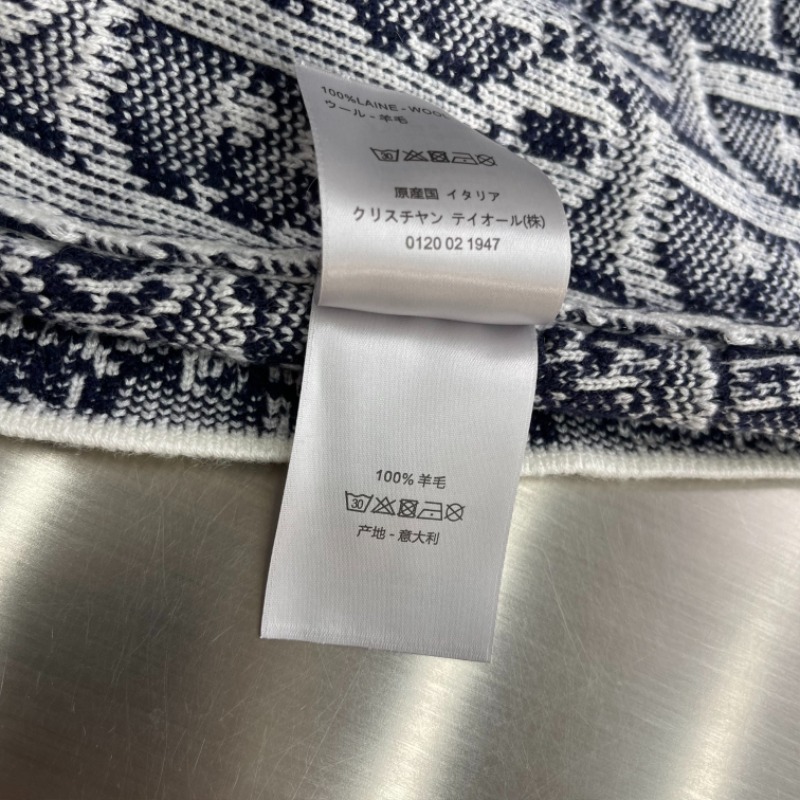 100%LAINE - WOOL
ウール - 羊毛
30
原産国 イタリア
クリスチャン テイオール(株)
0120 02 1947
100% 羊毛
30
产地 - 意大利